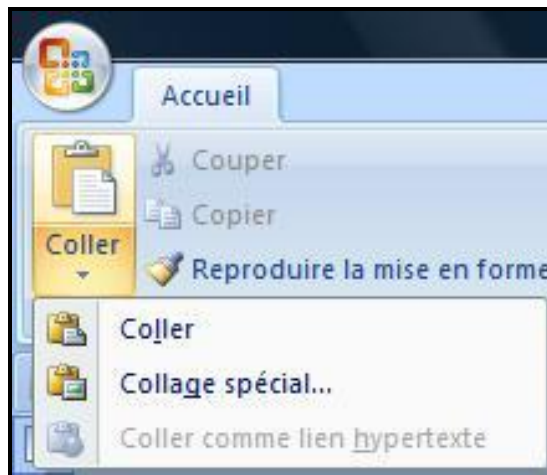 Accueil
Couper
Copier
Coller
Reproduire la mise en forme
Coller
Collage spécial...
Coller comme lien hypertexte